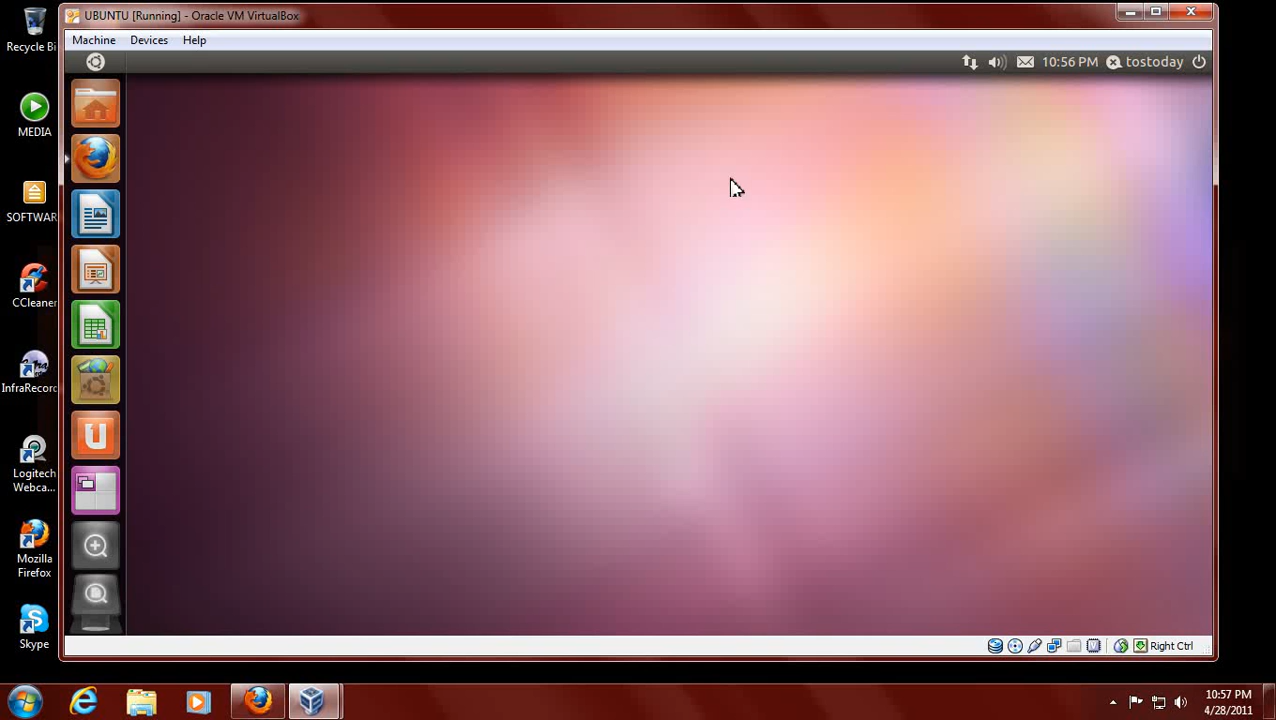 UBUNTU [Running] - Oracle VM VirtualBox
Machine Devices Help
10:56 PM tostoday
Recycle Bi
MEDIA
SOFTWAR
CCleaner
InfraRecord
Logitech
Webca...
Mozilla
Firefox
Skype
U
Right Ctrl
10:57 PM
4/28/2011